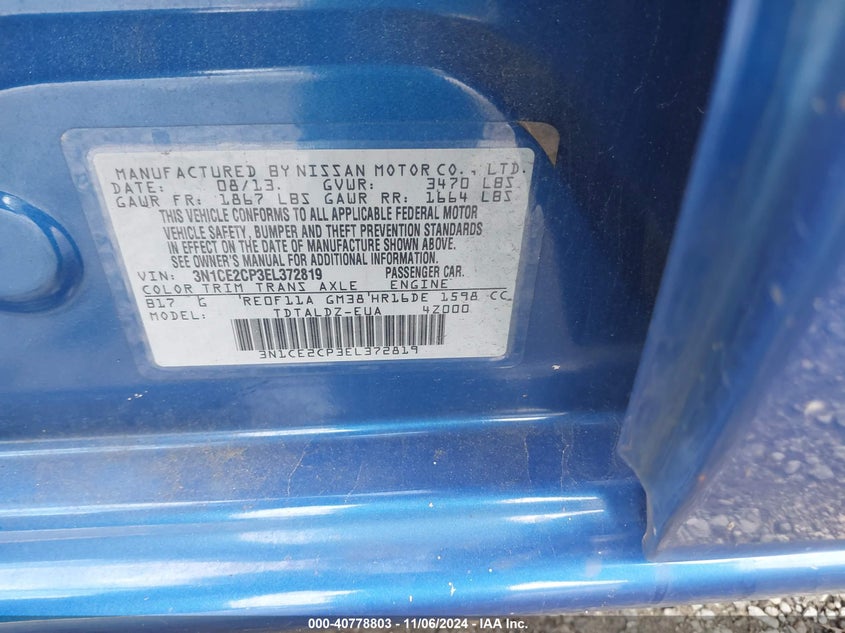 MANUFACTURED BY NISSAN MOTOR CO., LTD.
DATE: 08/13. GVWR: 3470 LBS
GAWR FR: 1867 LBS GAWR RR: 1664 LBS
THIS VEHICLE CONFORMS TO ALL APPLICABLE FEDERAL MOTOR
VEHICLE SAFETY, BUMPER AND THEFT PREVENTION STANDARDS
IN EFFECT ON THE DATE OF MANUFACTURE SHOWN ABOVE.
SEE OWNER'S MANUAL FOR ADDITIONAL INFORMATION.
VIN: 3N1CE2CP3EL372819 PASSENGER CAR.
COLOR TRIM TRANS AXLE ENGINE
B17 G RE0F11A GM38 HR16DE 1598 CC
MODEL: TDTALDZ-EUA 4Z000
3N1CE2CP3EL372819
000-40778803 - 11/06/2024 - IAA Inc.